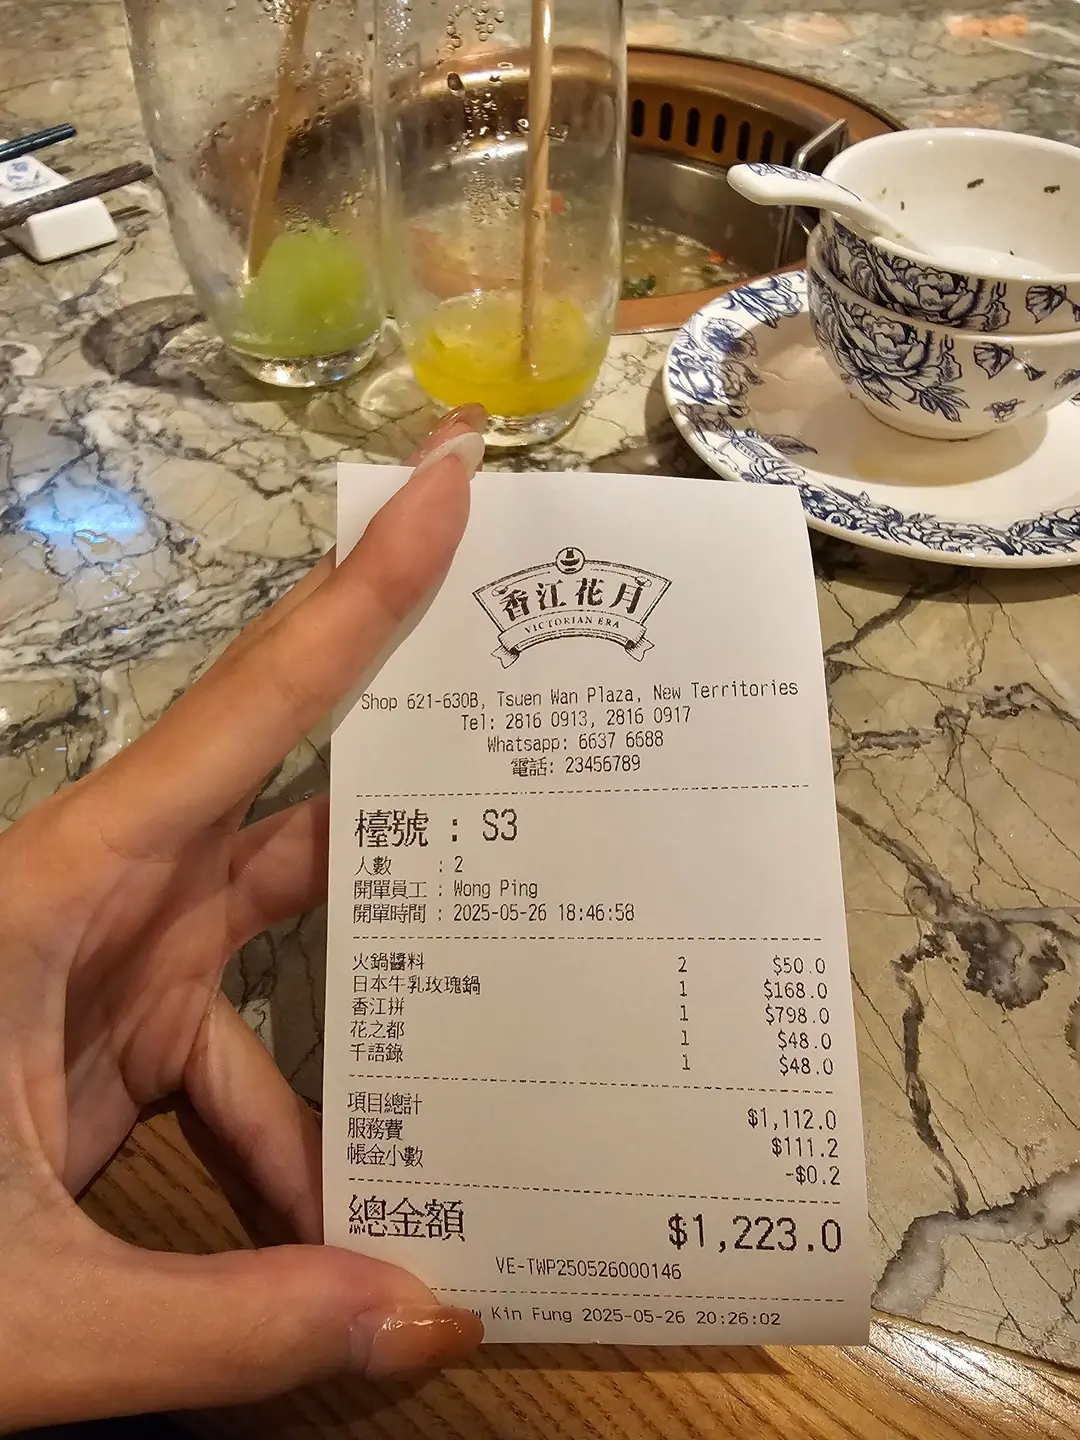 香江花月
VICTORIAN ERA
Shop 621-630B, Tsuen Wan Plaza, New Territories
Tel: 2816 0913, 2816 0917
Whatsapp: 6637 6688
電話: 23456789
檯號 : S3
人數 : 2
開單員工 : Wong Ping
開單時間 : 2025-05-26 18:46:58
火鍋醬料 2 $50.0
日本牛乳玫瑰鍋 1 $168.0
香江拼 1 $798.0
花之都 1 $48.0
千語錄 1 $48.0
項目總計 $1,112.0
服務費 $111.2
帳金小數 -$0.2
總金額 $1,223.0
VE-TWP250526000146
Kin Fung 2025-05-26 20:26:02